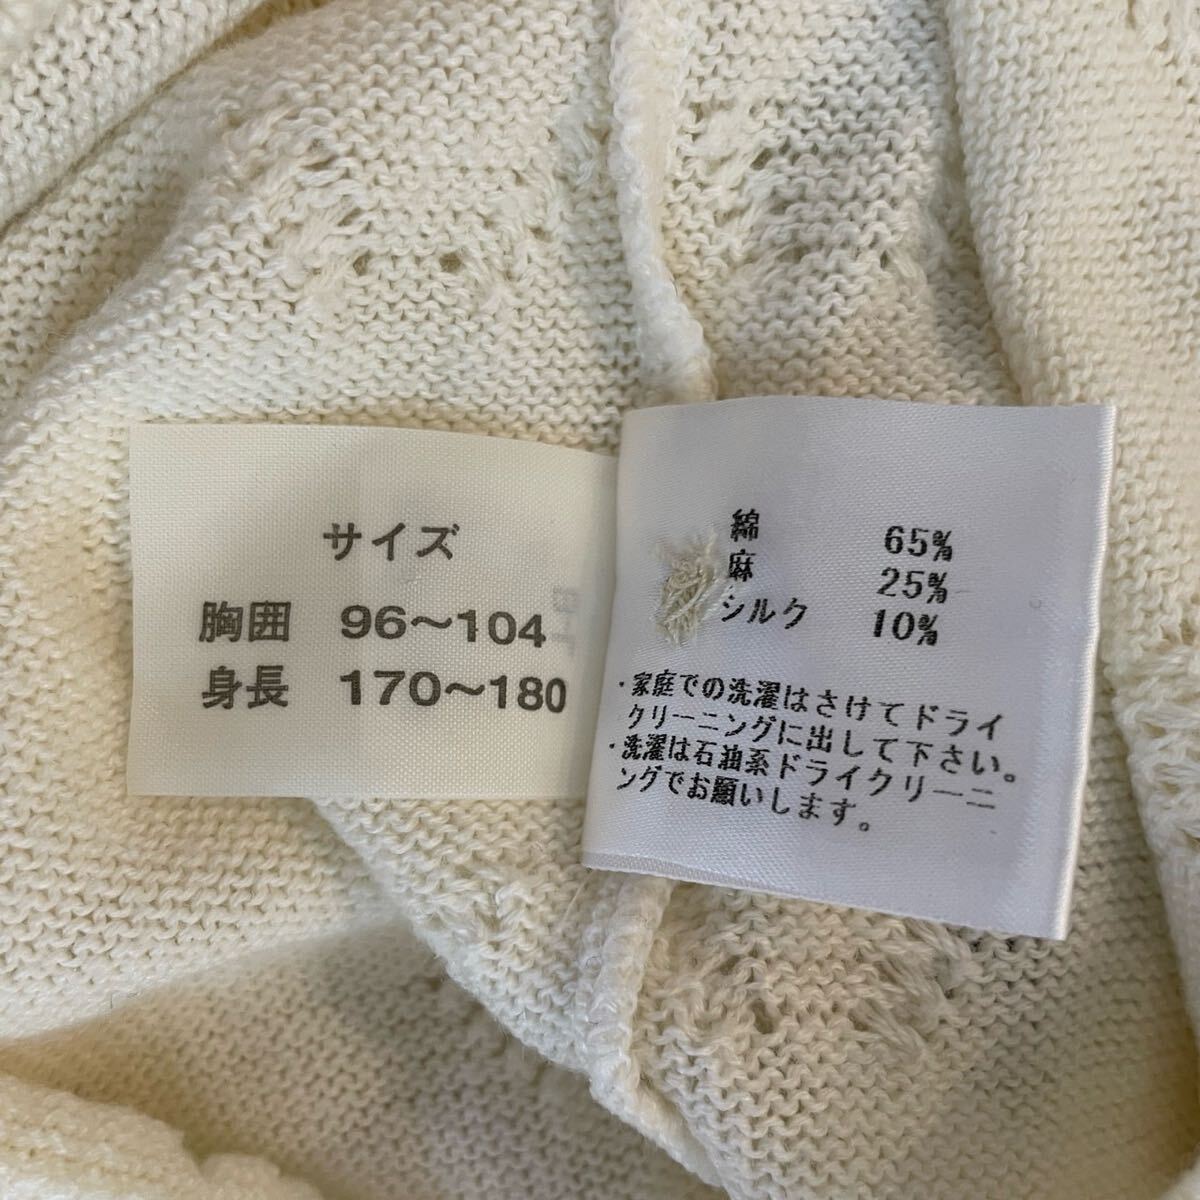 サイズ
胸囲 96〜104
身長 170〜180
綿 65%
麻 25%
シルク 10%
・家庭での洗濯はさけてドライ
クリーニングに出して下さい。
・洗濯は石油系ドライクリーニ
ングでお願いします。